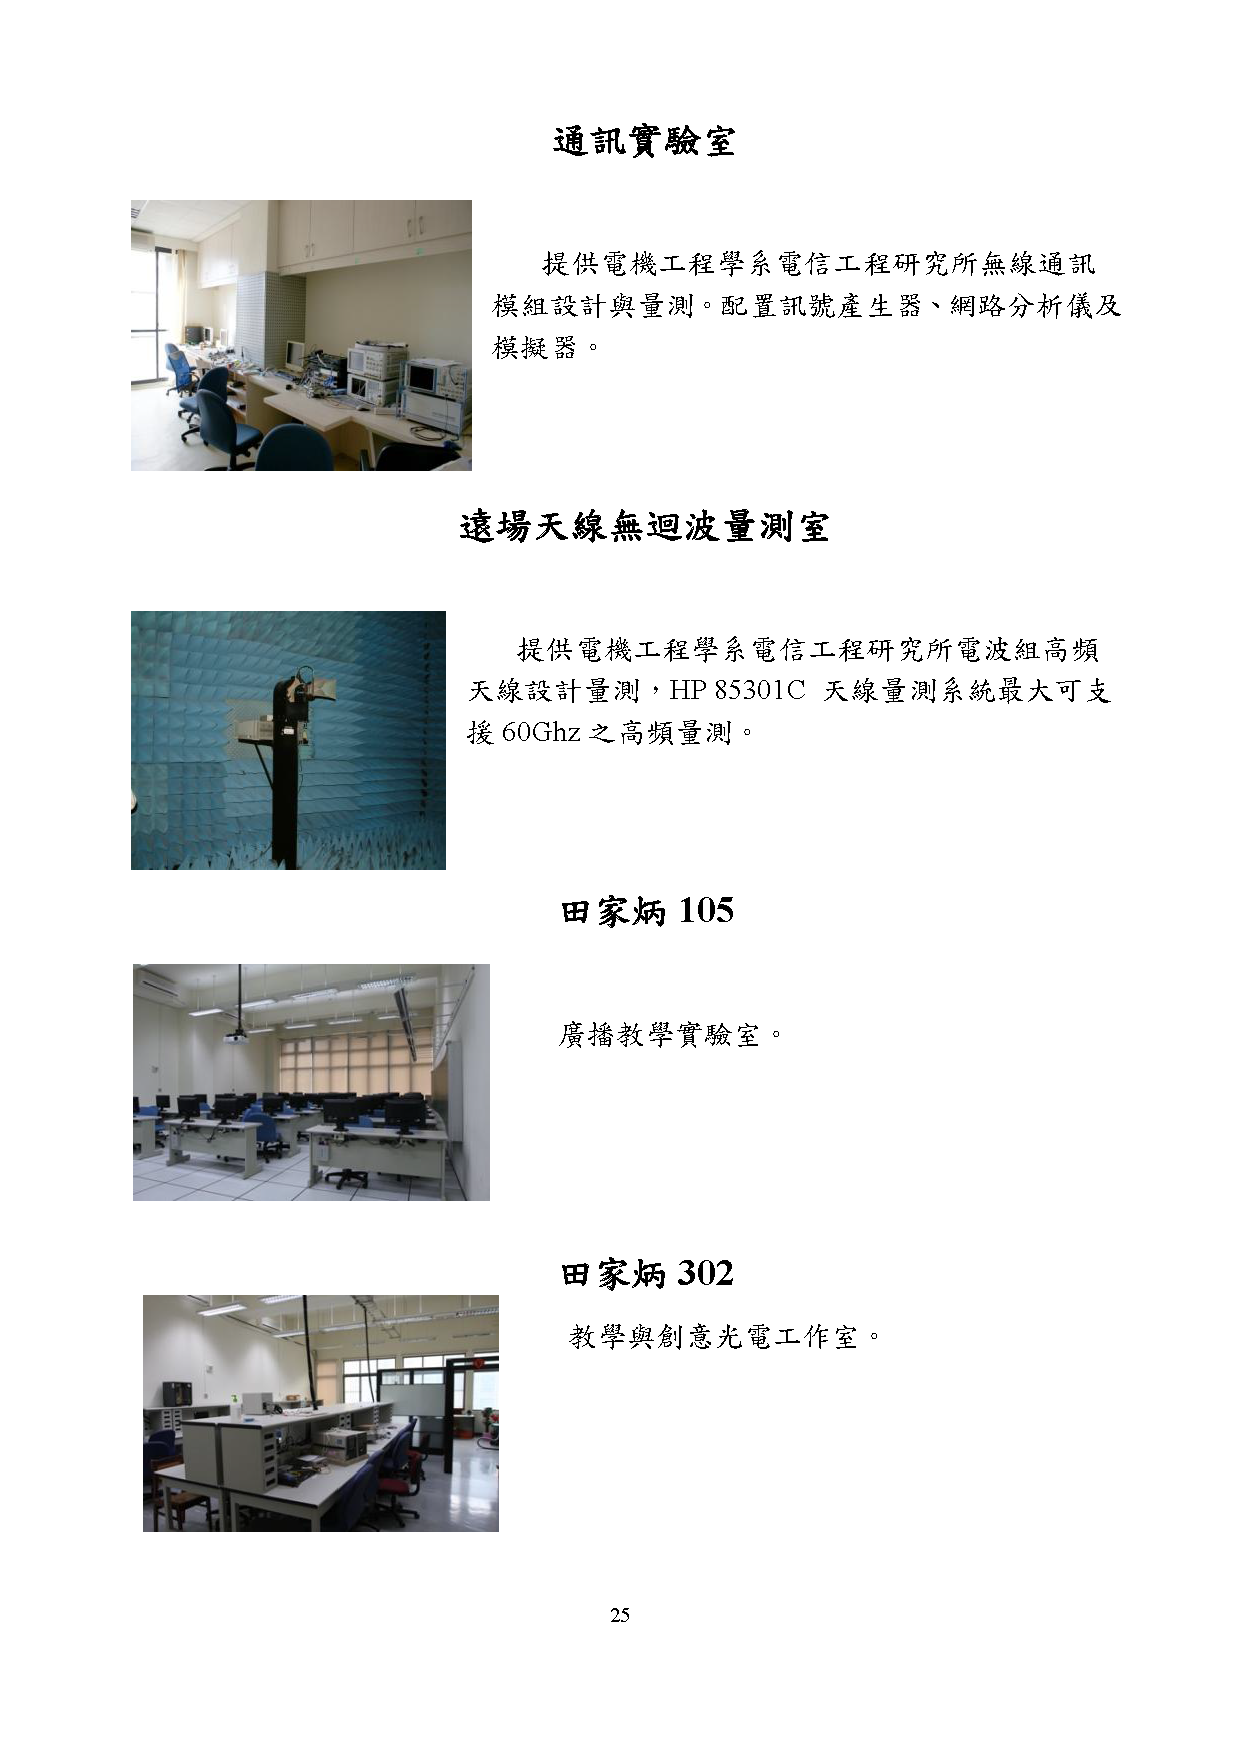 通訊實驗室
提供電機工程學系電信工程研究所無線通訊
模組設計與量測。配置訊號產生器、網路分析儀及
模擬器。
遠場天線無迴波量測室
提供電機工程學系電信工程研究所電波組高頻
天線設計量測，HP 85301C 天線量測系統最大可支
援 60Ghz 之高頻量測。
田家炳 105
廣播教學實驗室。
田家炳 302
教學與創意光電工作室。
25